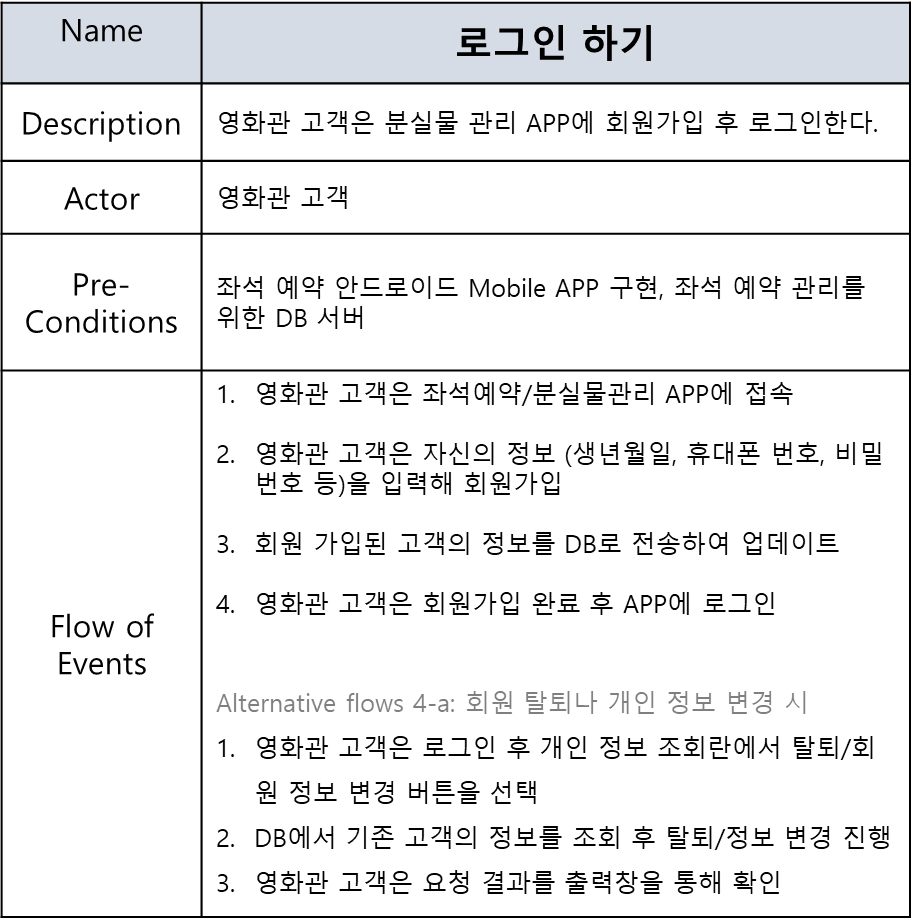 Name
로그인 하기
Description
영화관 고객은 분실물 관리 APP에 회원가입 후 로그인한다.
Actor
영화관 고객
Pre-
Conditions
좌석 예약 안드로이드 Mobile APP 구현, 좌석 예약 관리를
위한 DB 서버
Flow of
Events
1. 영화관 고객은 좌석예약/분실물관리 APP에 접속
2. 영화관 고객은 자신의 정보 (생년월일, 휴대폰 번호, 비밀
번호 등)을 입력해 회원가입
3. 회원 가입된 고객의 정보를 DB로 전송하여 업데이트
4. 영화관 고객은 회원가입 완료 후 APP에 로그인
Alternative flows 4-a: 회원 탈퇴나 개인 정보 변경 시
1. 영화관 고객은 로그인 후 개인 정보 조회란에서 탈퇴/회
원 정보 변경 버튼을 선택
2. DB에서 기존 고객의 정보를 조회 후 탈퇴/정보 변경 진행
3. 영화관 고객은 요청 결과를 출력창을 통해 확인